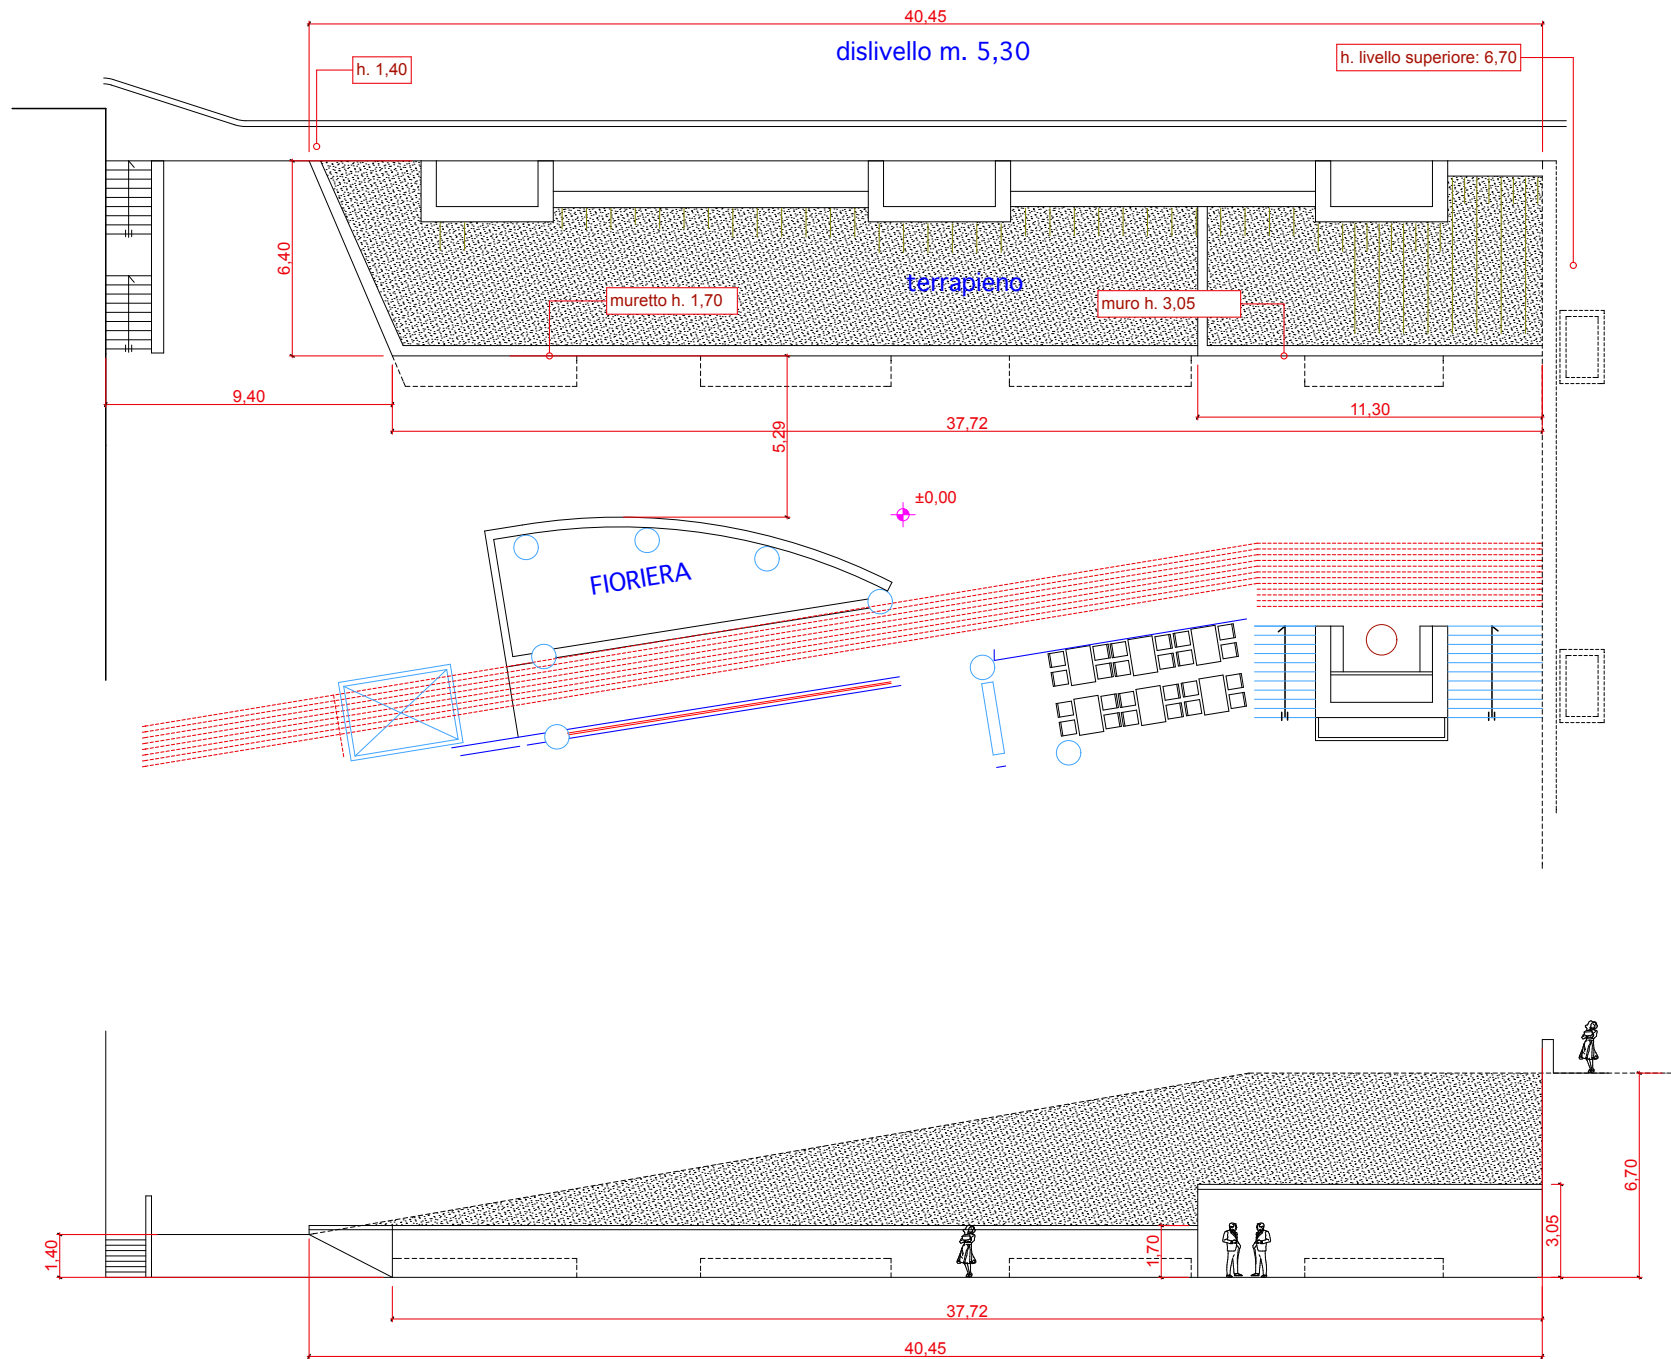 40,45
dislivello m. 5,30
h. 1,40
h. livello superiore: 6,70
6,40
terrapieno
muretto h. 1,70
muro h. 3,05
9,40
11,30
37,72
5,29
±0,00
FIORIERA
6,70
3,05
1,70
1,40
37,72
40,45